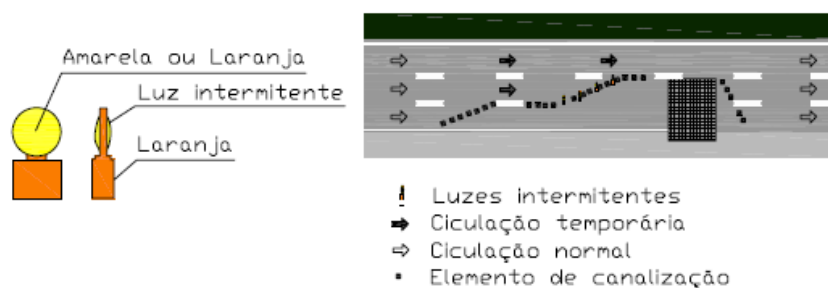 Amarela ou Laranja
Luz intermitente
Laranja
Luzes intermitentes
Ciculação temporária
Ciculação normal
Elemento de canalização